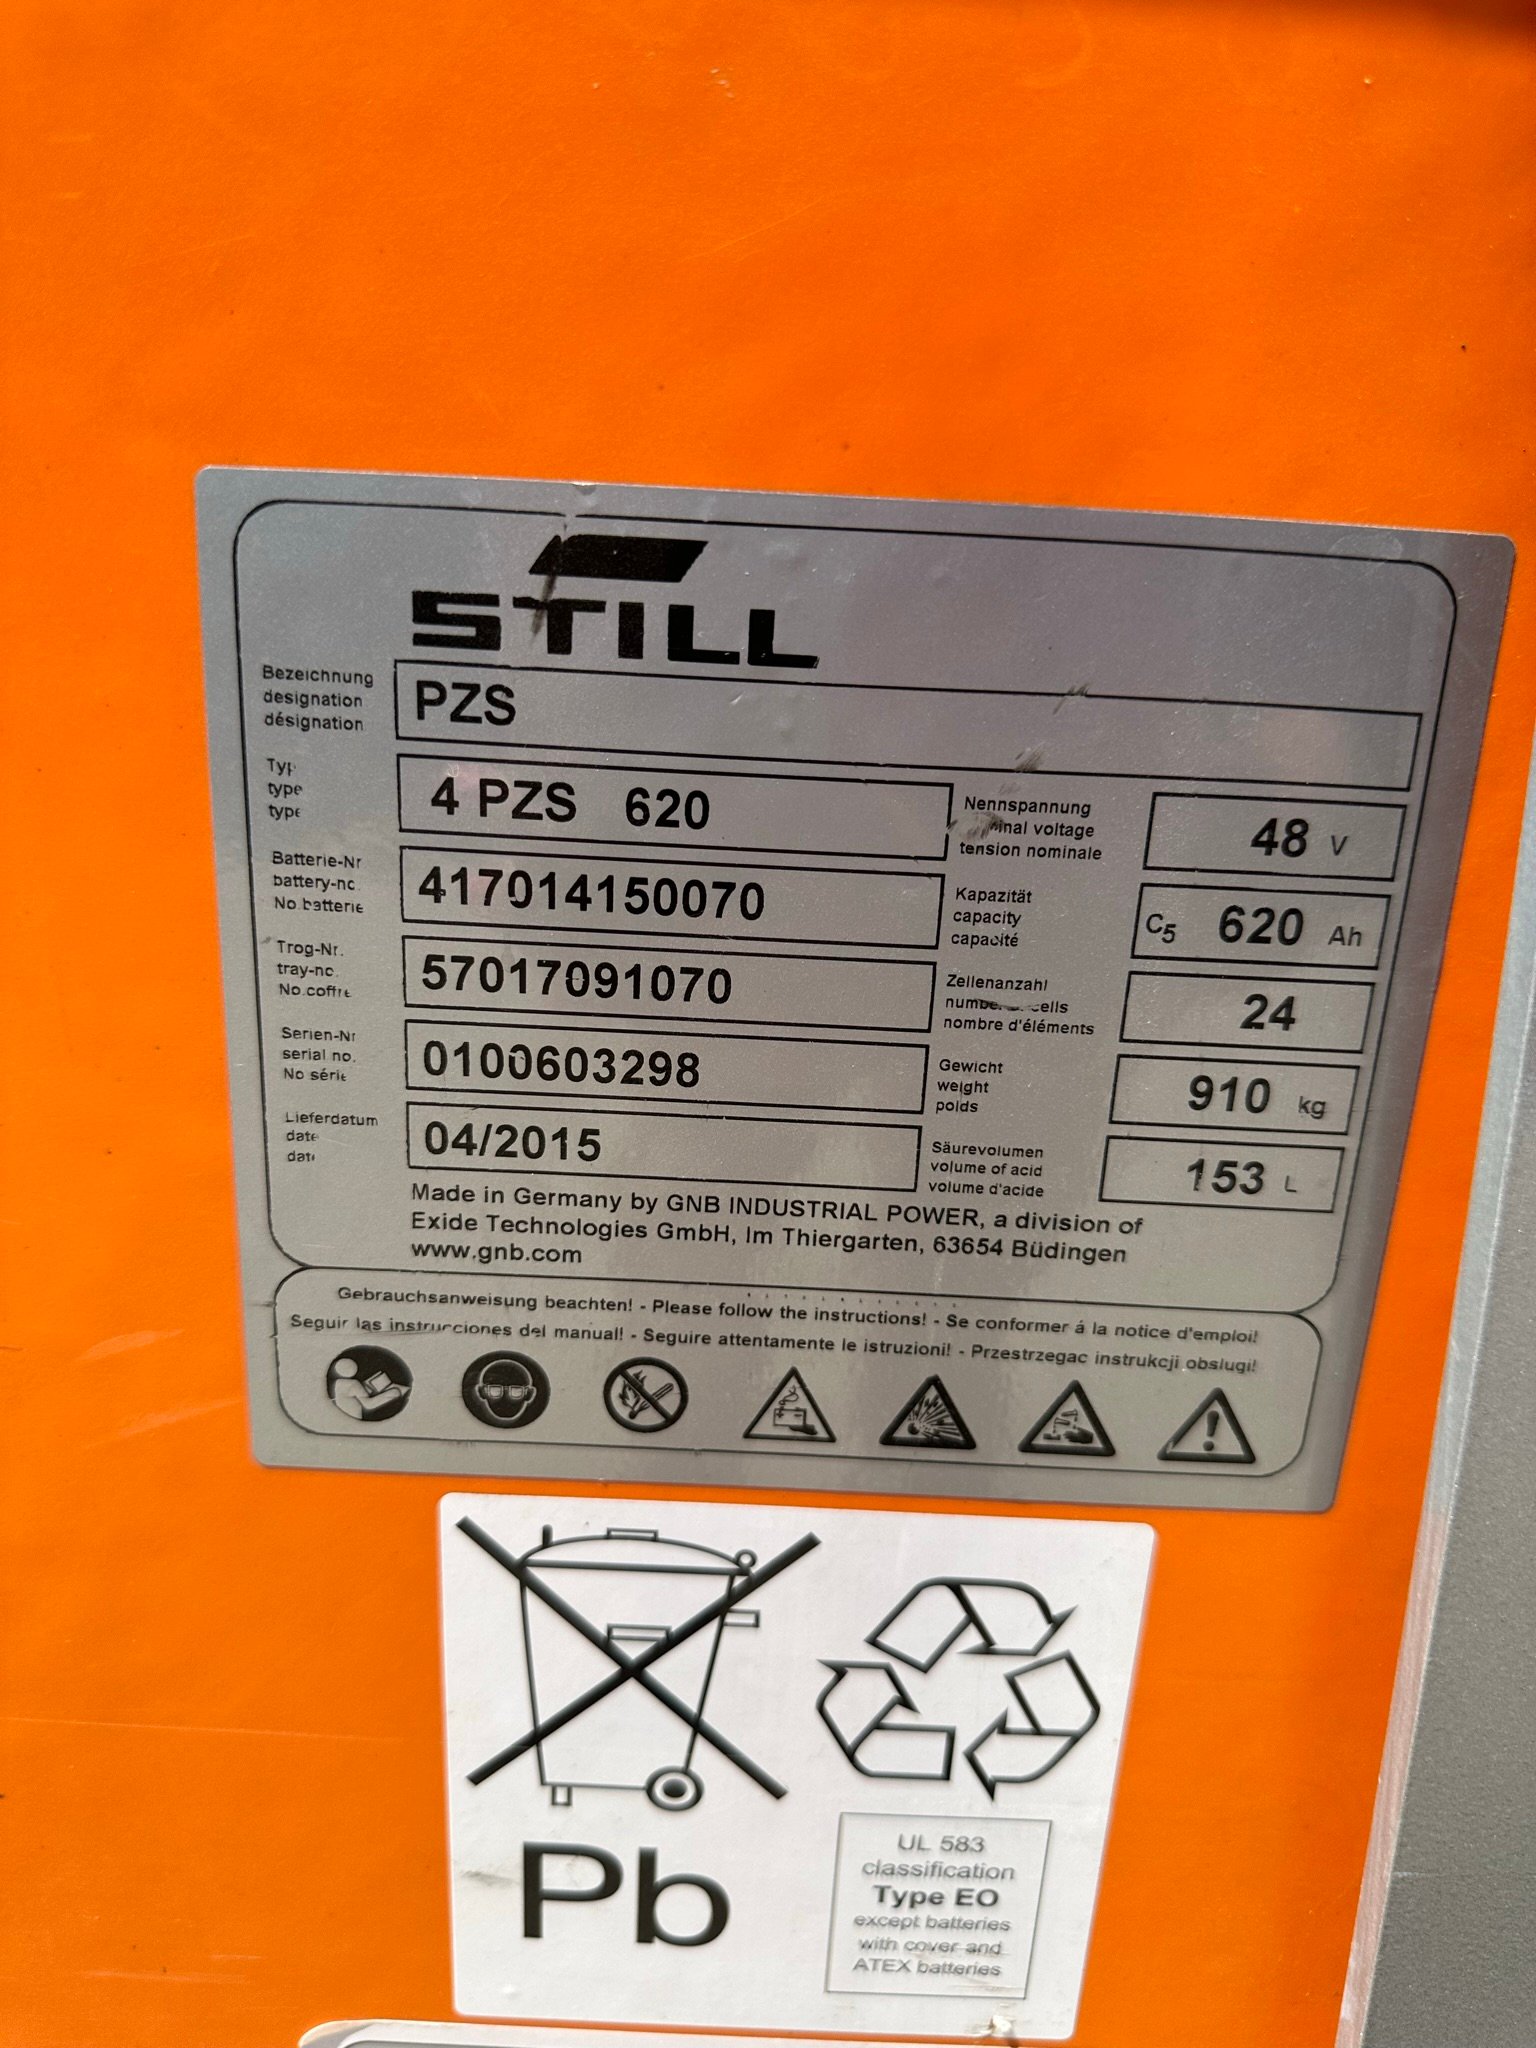 STILL
Bezeichnung
designation
désignation
PZS
Typ
type
type
4 PZS 620
Nennspannung
voltage
tension nominale
48 V
Batterie-Nr
battery-no.
No.batterie
417014150070
Kapazität
capacity
capacité
C5 620 Ah
Trog-Nr.
tray-no.
No.coffre
57017091070
Zellenanzahl
number cells
nombre d'éléments
24
Serien-Nr
serial no.
No série
0100603298
Gewicht
weight
poids
910 kg
Lieferdatum
date
date
04/2015
Säurevolumen
volume of acid
volume d'acide
153 L
Made in Germany by GNB INDUSTRIAL POWER, a division of
Exide Technologies GmbH, Im Thiergarten, 63654 Büdingen
www.gnb.com
Gebrauchsanweisung beachten! - Please follow the instructions! - Se conformer á la notice d'emploi!
Seguir las instrucciones del manual! - Seguire attentamente le istruzioni! - Przestrzegac instrukcji obslugi!
Pb
UL 583
classification
Type EO
except batteries
with cover and
ATEX batteries